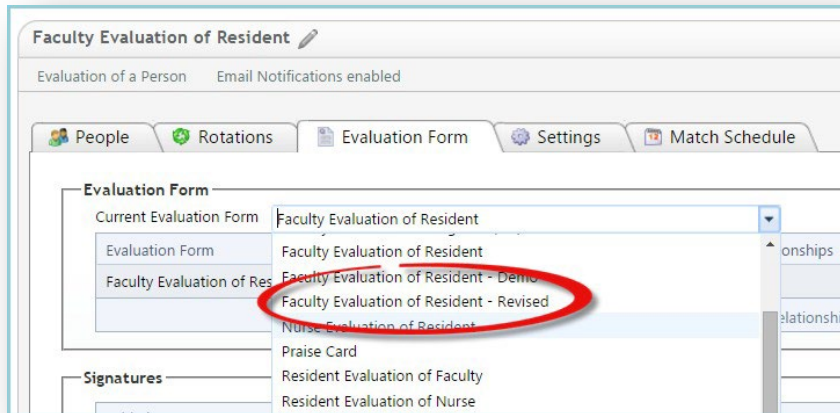 Faculty Evaluation of Resident
Evaluation of a Person Email Notifications enabled
People Rotations Evaluation Form Settings Match Schedule
Evaluation Form
Current Evaluation Form Faculty Evaluation of Resident
Evaluation Form Faculty Evaluation of Resident onships
Faculty Evaluation of Res Faculty Evaluation of Resident - Demo
Faculty Evaluation of Resident - Revised
Nurse Evaluation of Resident elationshi
Praise Card
Signatures Resident Evaluation of Faculty
Resident Evaluation of Nurse